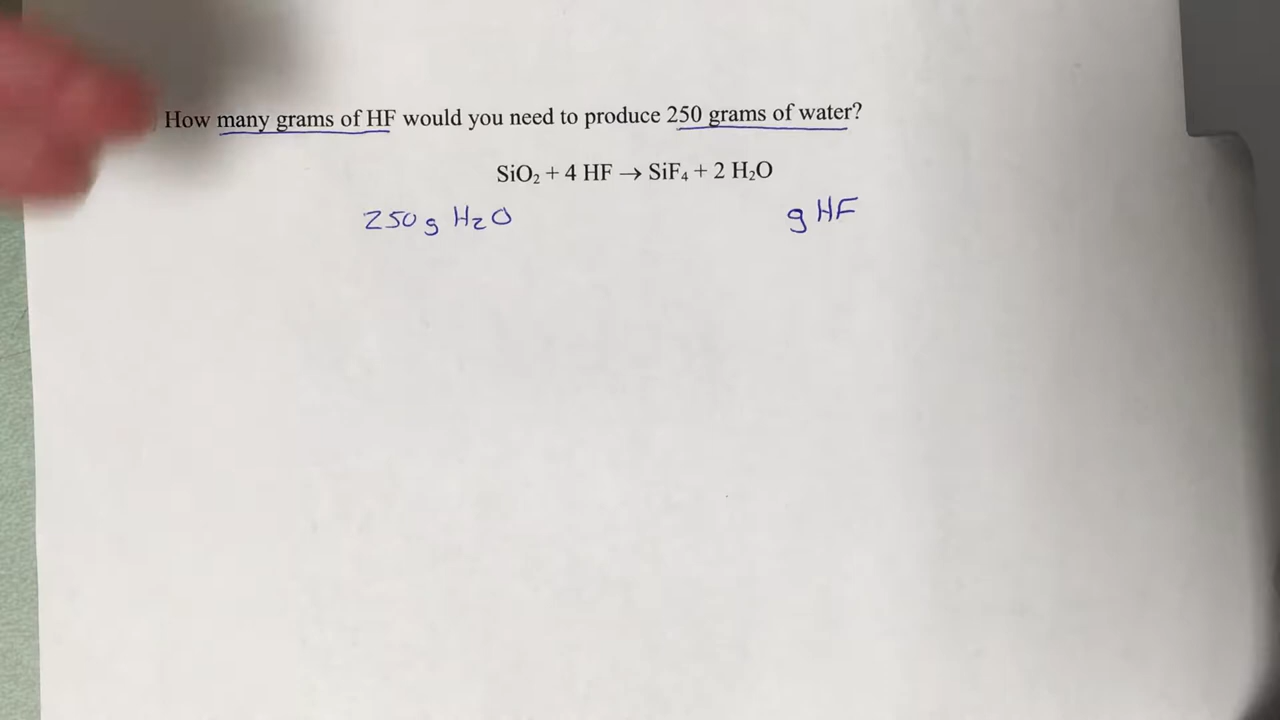 How many grams of HF would you need to produce 250 grams of water?
SiO₂ + 4 HF → SiF₄ + 2 H₂O
250 g H₂O g HF